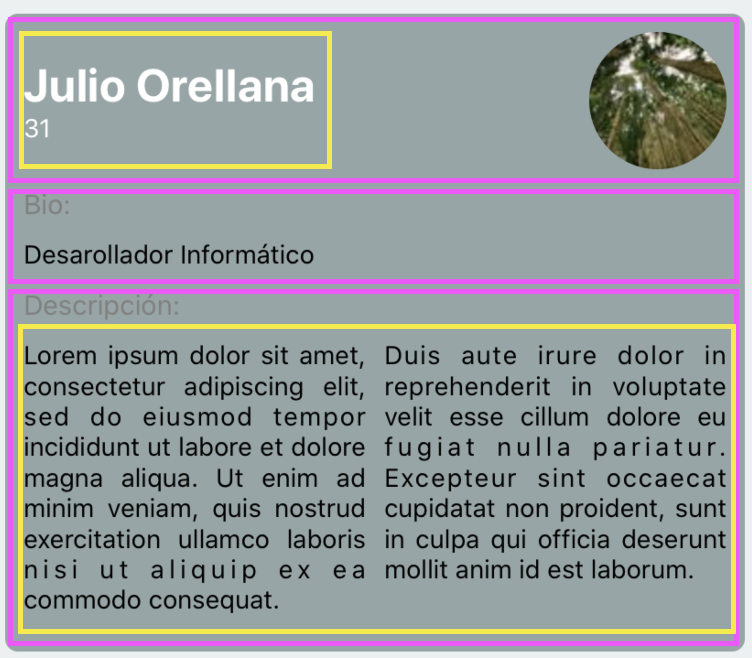 Julio Orellana
31
Bio:
Desarollador Informático
Descripción:
Lorem ipsum dolor sit amet,
consectetur adipiscing elit,
sed do eiusmod tempor
incididunt ut labore et dolore
magna aliqua. Ut enim ad
minim veniam, quis nostrud
exercitation ullamco laboris
nisi ut aliquip ex ea
commodo consequat.
Duis aute irure dolor in
reprehenderit in voluptate
velit esse cillum dolore eu
fugiat nulla pariatur.
Excepteur sint occaecat
cupidatat non proident, sunt
in culpa qui officia deserunt
mollit anim id est laborum.